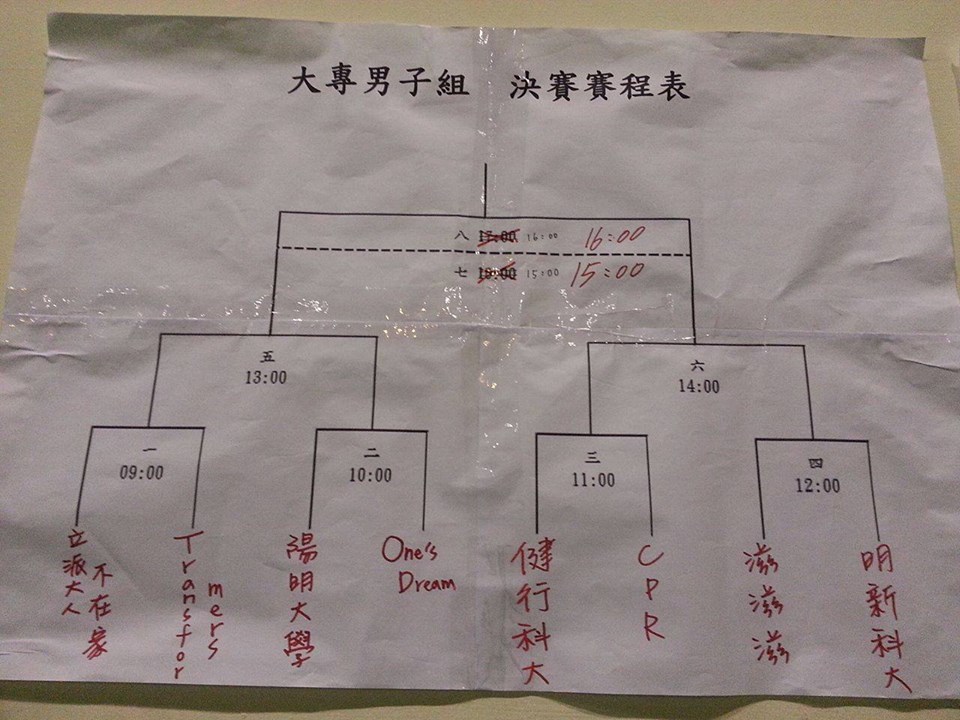 大專男子組 決賽賽程表
八 17:00 16:00 16:00
七 15:00 15:00
五
13:00
六
14:00
一
09:00
二
10:00
三
11:00
四
12:00
立派大人不在家
Transformers
陽明大學
One's
Dream
健行科大
CPR
滋滋滋
明新科大